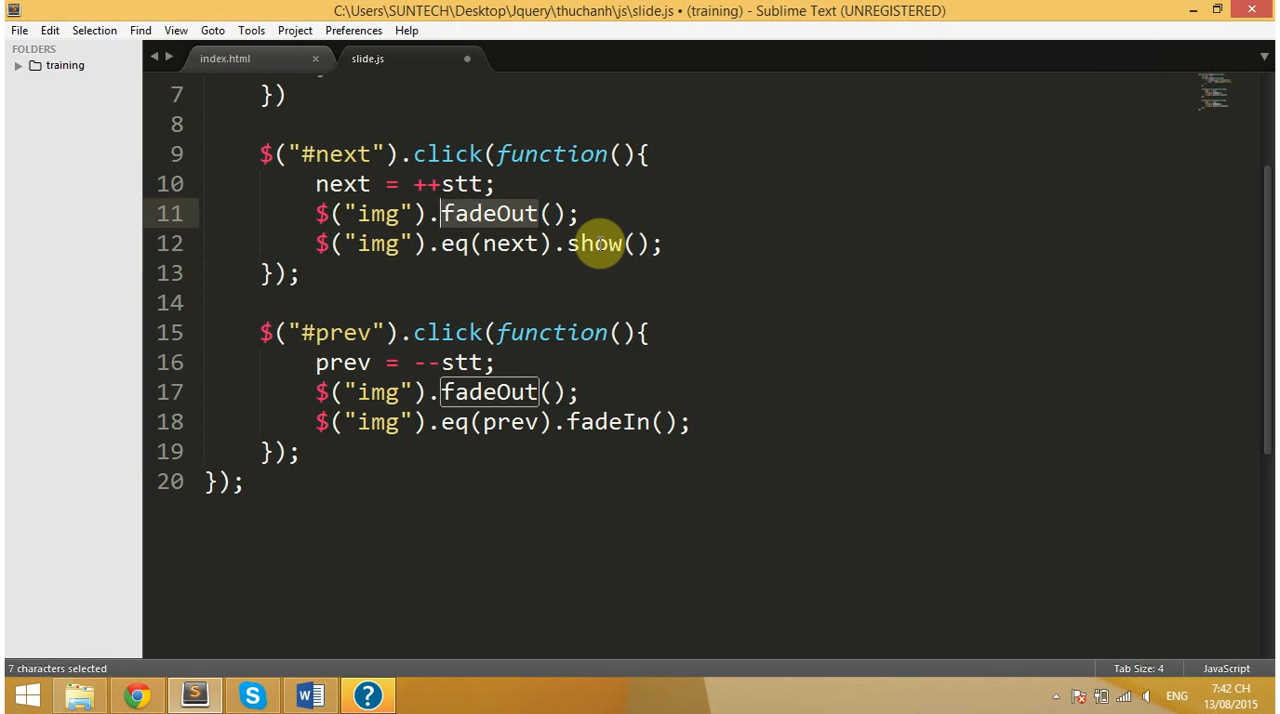 C:\Users\SUNTECH\Desktop\Jquery\thuchanh\js\slide.js • (training) - Sublime Text (UNREGISTERED)
File Edit Selection Find View Goto Tools Project Preferences Help
FOLDERS
training
index.html
slide.js
7 })
8
9 $("#next").click(function(){
10 next = ++stt;
11 $("img").fadeOut();
12 $("img").eq(next).show();
13 });
14
15 $("#prev").click(function(){
16 prev = --stt;
17 $("img").fadeOut();
18 $("img").eq(prev).fadeIn();
19 });
20 });
7 characters selected
Tab Size: 4
JavaScript
ENG
7:42 CH
13/08/2015